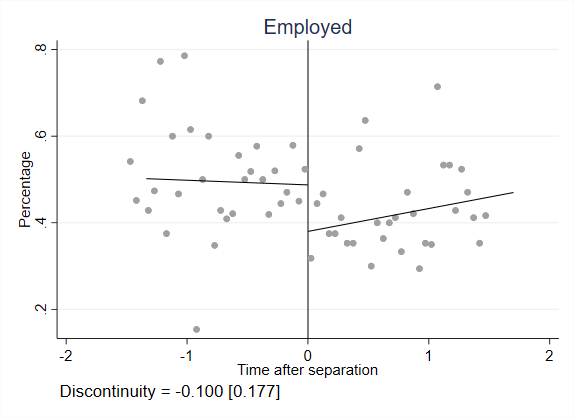 Employed
Percentage
.8
.6
.4
.2
-2
-1
0
1
2
Time after separation
Discontinuity = -0.100 [0.177]